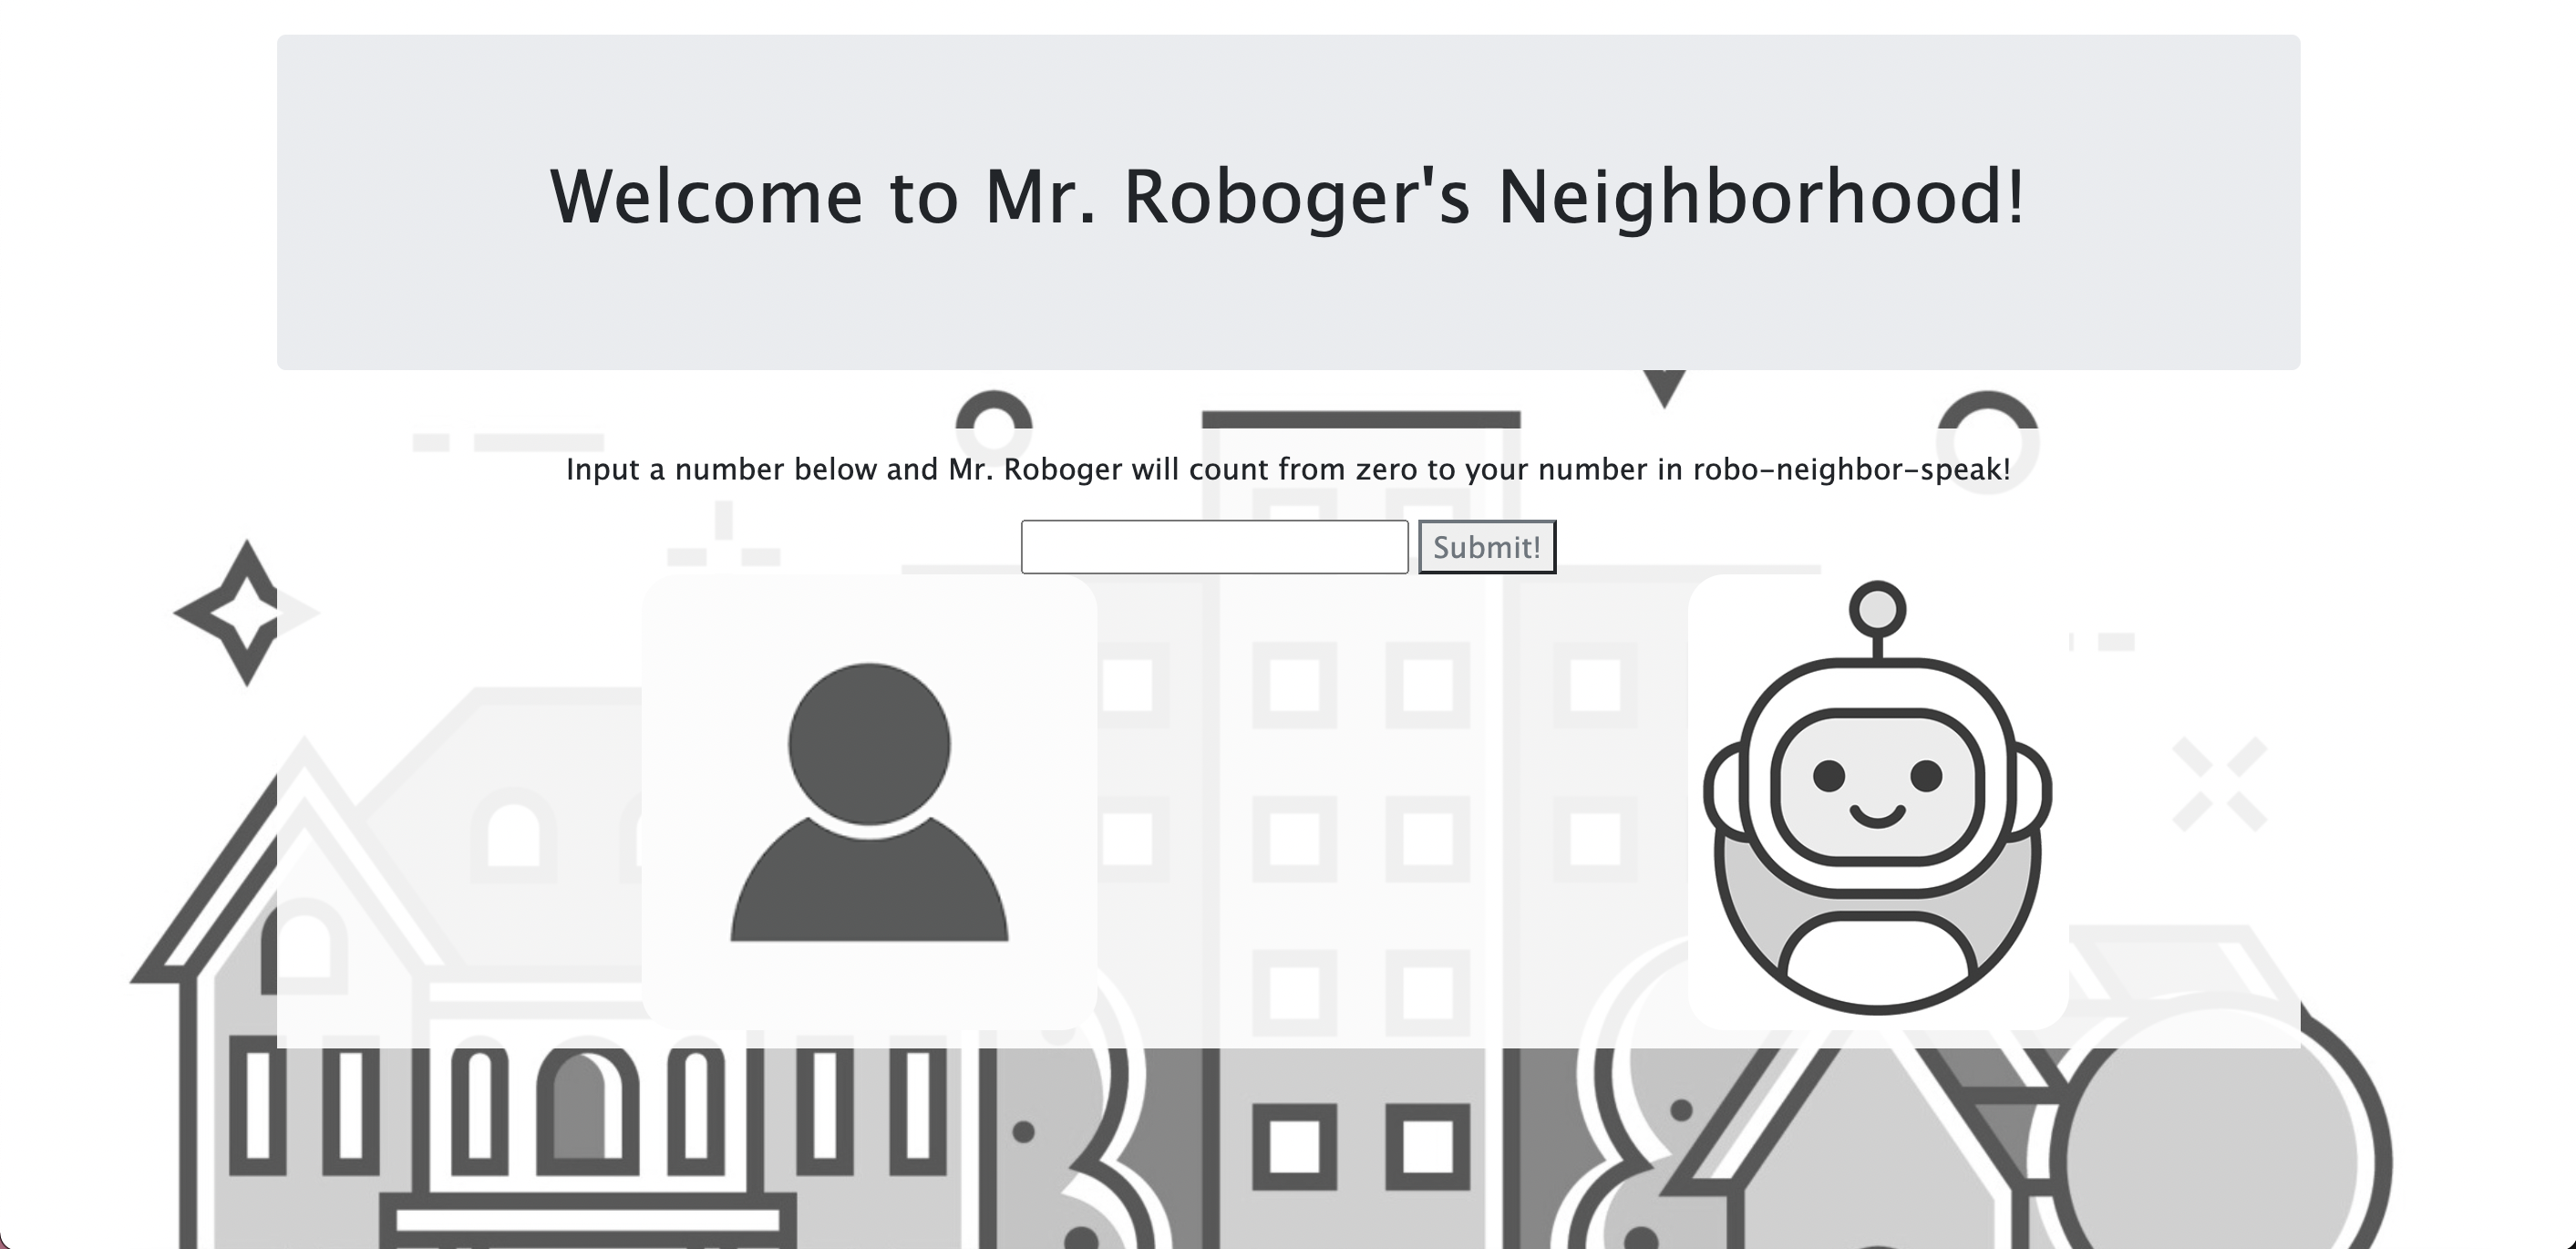 Welcome to Mr. Roboger's Neighborhood!
Input a number below and Mr. Roboger will count from zero to your number in robo-neighbor-speak!
Submit!